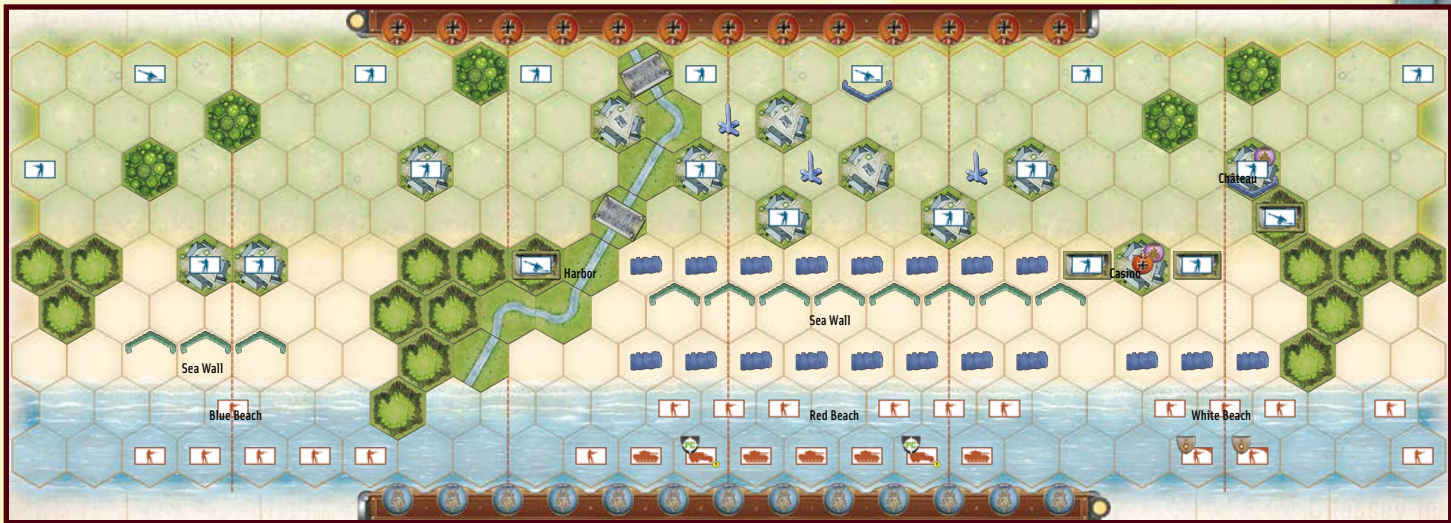 Château
Harbor
Casino
Sea Wall
Sea Wall
Blue Beach
Red Beach
White Beach